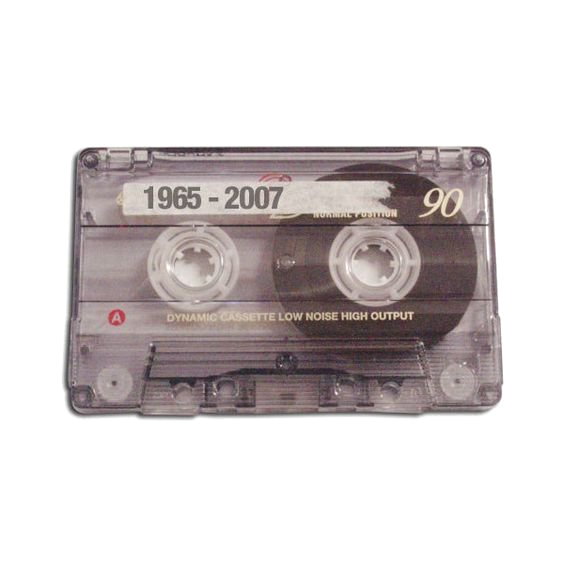 1965 - 2007
NORMAL POSITION
90
A
DYNAMIC CASSETTE LOW NOISE HIGH OUTPUT